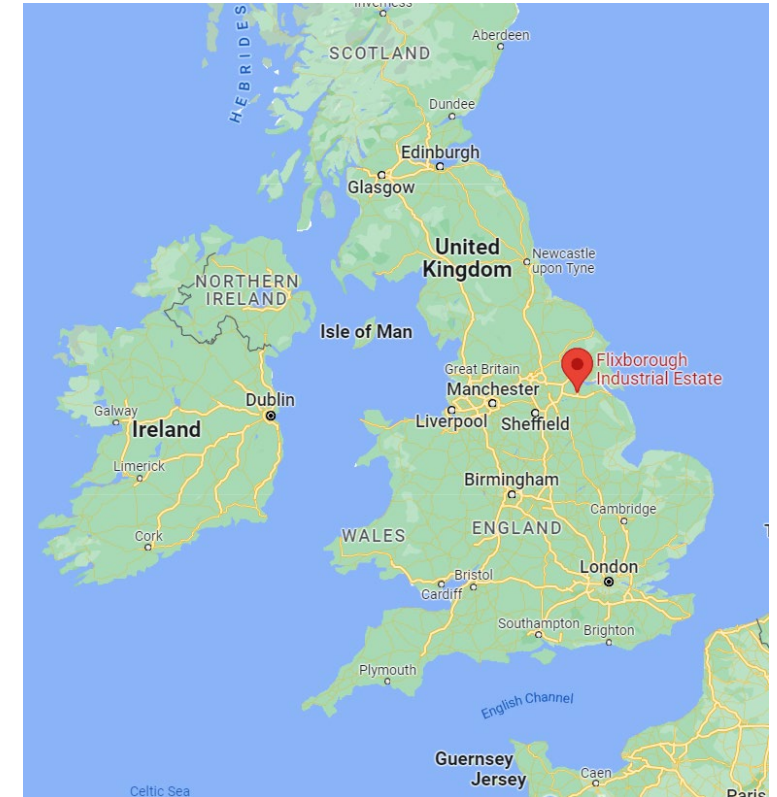 Inverness
HEBRIDES
Aberdeen
SCOTLAND
Dundee
Edinburgh
Glasgow
United
Kingdom
Newcastle
upon Tyne
NORTHERN
IRELAND
Isle of Man
Flixborough
Industrial Estate
Great Britain
Manchester
Liverpool
Sheffield
Dublin
Galway
Ireland
Limerick
Birmingham
Cambridge
Cork
WALES
ENGLAND
London
Bristol
Cardiff
Southampton
Brighton
Plymouth
English Channel
Guernsey
Jersey
Caen
Paris
Celtic Sea